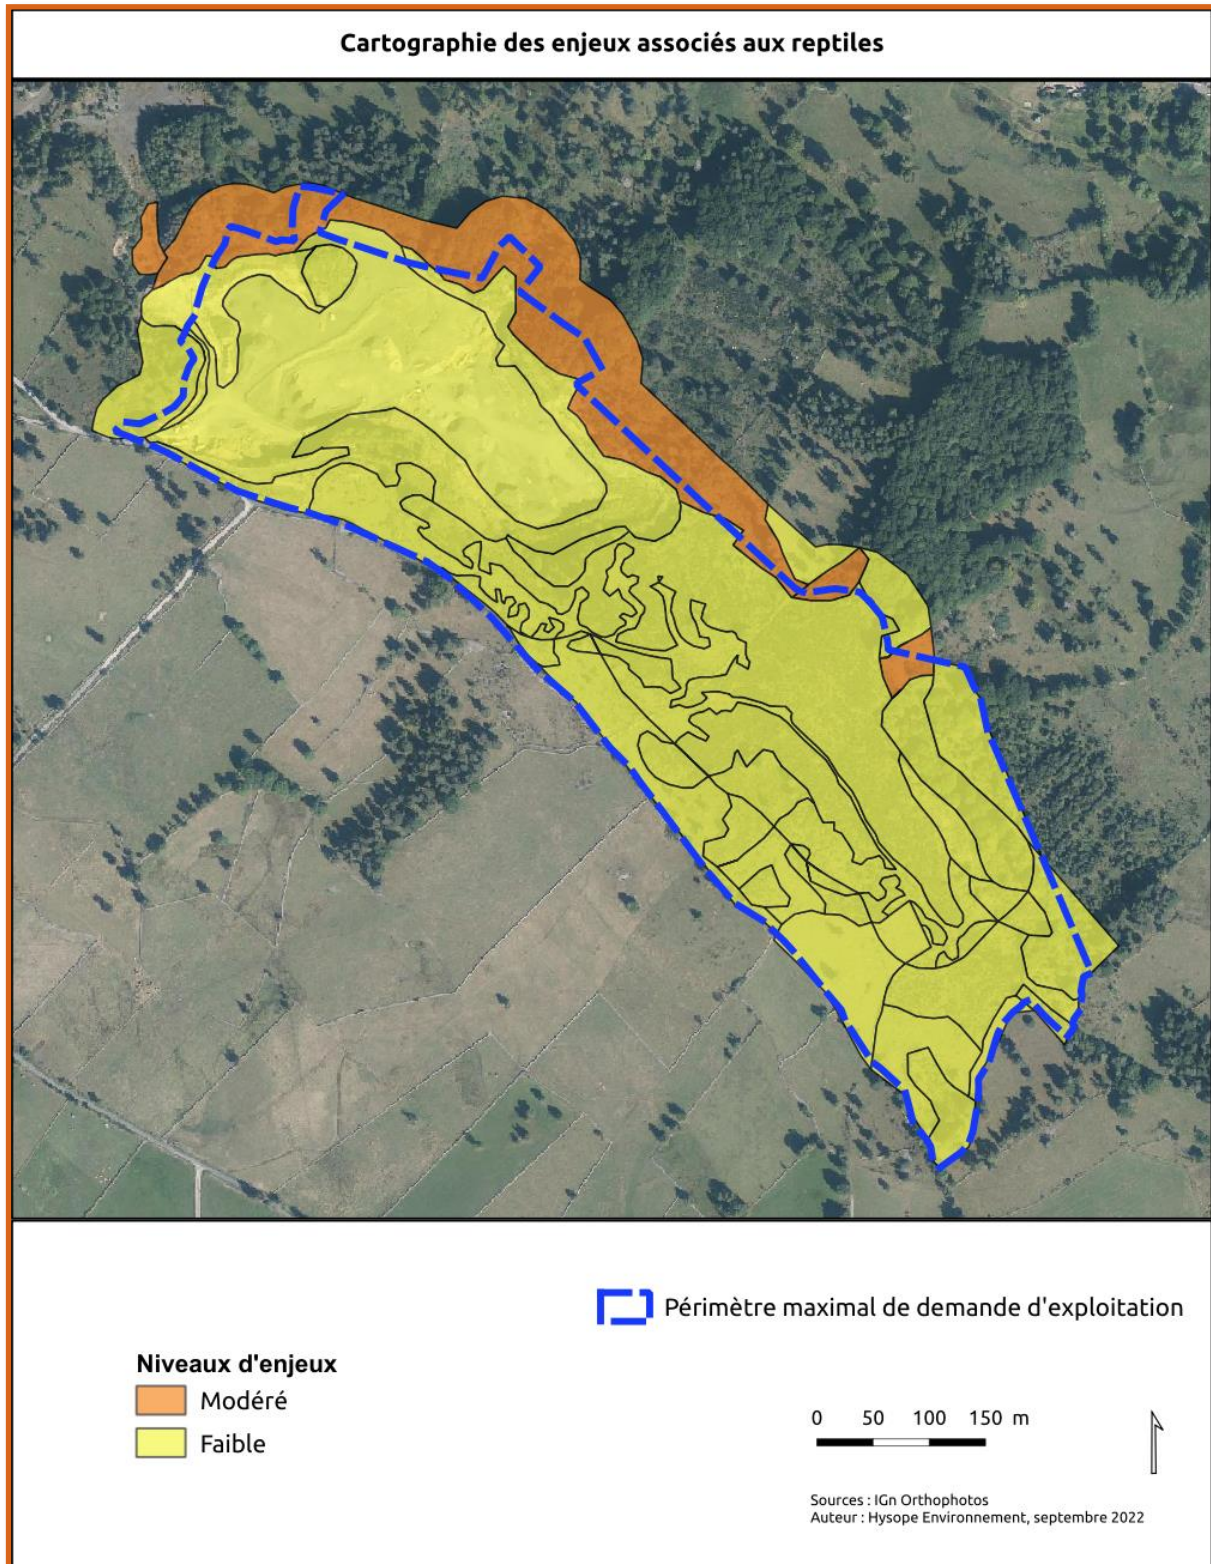 Cartographie des enjeux associés aux reptiles
Périmètre maximal de demande d'exploitation
Niveaux d'enjeux
Modéré
Faible
0 50 100 150 m
Sources : IGn Orthophotos
Auteur : Hysope Environnement, septembre 2022